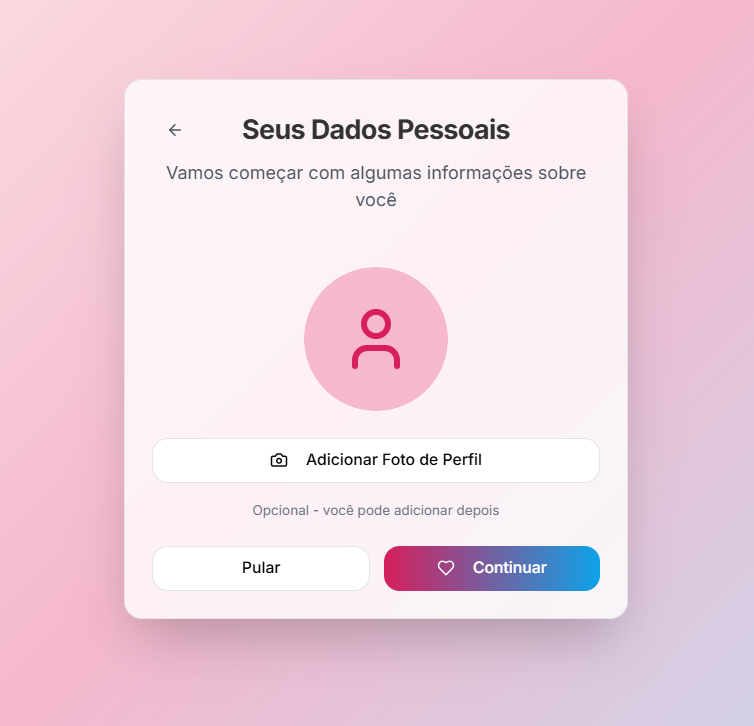 Seus Dados Pessoais
Vamos começar com algumas informações sobre
você
Adicionar Foto de Perfil
Opcional - você pode adicionar depois
Pular
Continuar